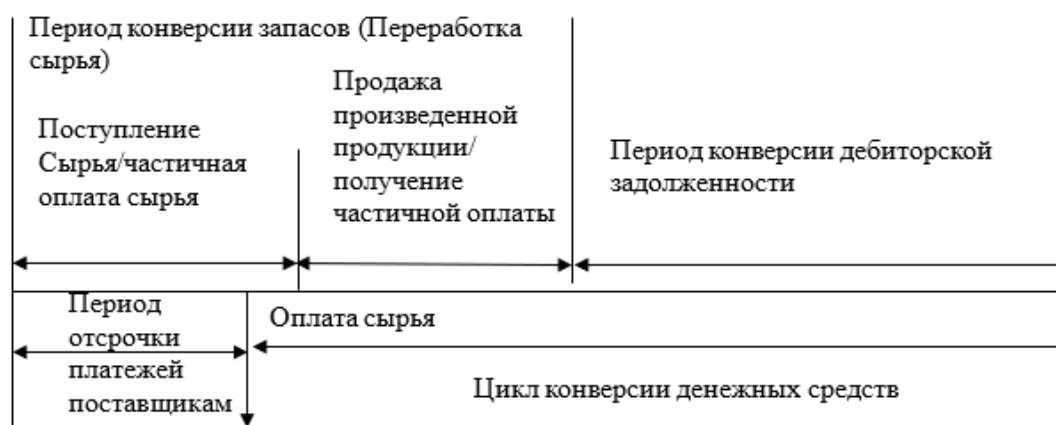 Период конверсии запасов (Переработка
сырья)
Поступление
Сырья/частичная
оплата сырья
Продажа
произведенной
продукции/
получение
частичной оплаты
Период конверсии дебиторской
задолженности
Период
отсрочки
платежей
поставщикам
Оплата сырья
Цикл конверсии денежных средств